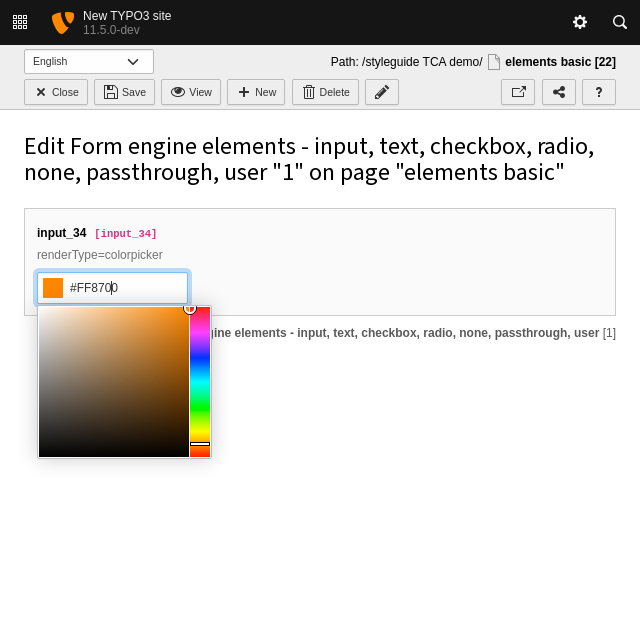 New TYPO3 site
11.5.0-dev
English
Path: /styleguide TCA demo/ elements basic [22]
Close Save View New Delete ?
Edit Form engine elements - input, text, checkbox, radio,
none, passthrough, user "1" on page "elements basic"
input_34 [input_34]
renderType=colorpicker
#FF8700
elements - input, text, checkbox, radio, none, passthrough, user [1]